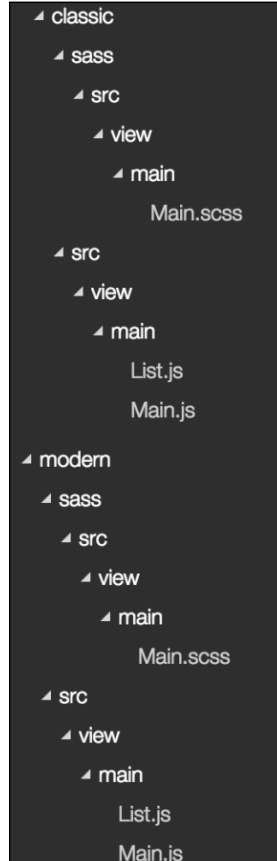 classic
sass
src
view
main
Main.scss
src
view
main
List.js
Main.js
modern
sass
src
view
main
Main.scss
src
view
main
List.js
Main.js